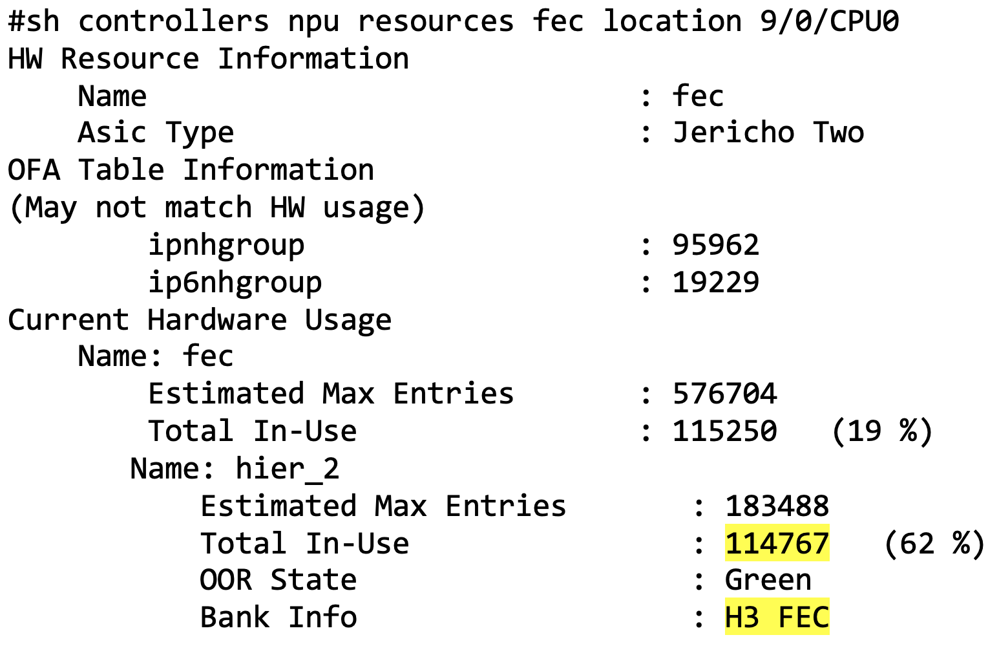 #sh controllers npu resources fec location 9/0/CPU0
HW Resource Information
    Name                            : fec
    Asic Type                       : Jericho Two
OFA Table Information
(May not match HW usage)
        ipnhgroup                   : 95962
        ip6nhgroup                  : 19229
Current Hardware Usage
    Name: fec
        Estimated Max Entries       : 576704
        Total In-Use                : 115250   (19 %)
       Name: hier_2
           Estimated Max Entries       : 183488
           Total In-Use                : 114767   (62 %)
           OOR State                   : Green
           Bank Info                   : H3 FEC